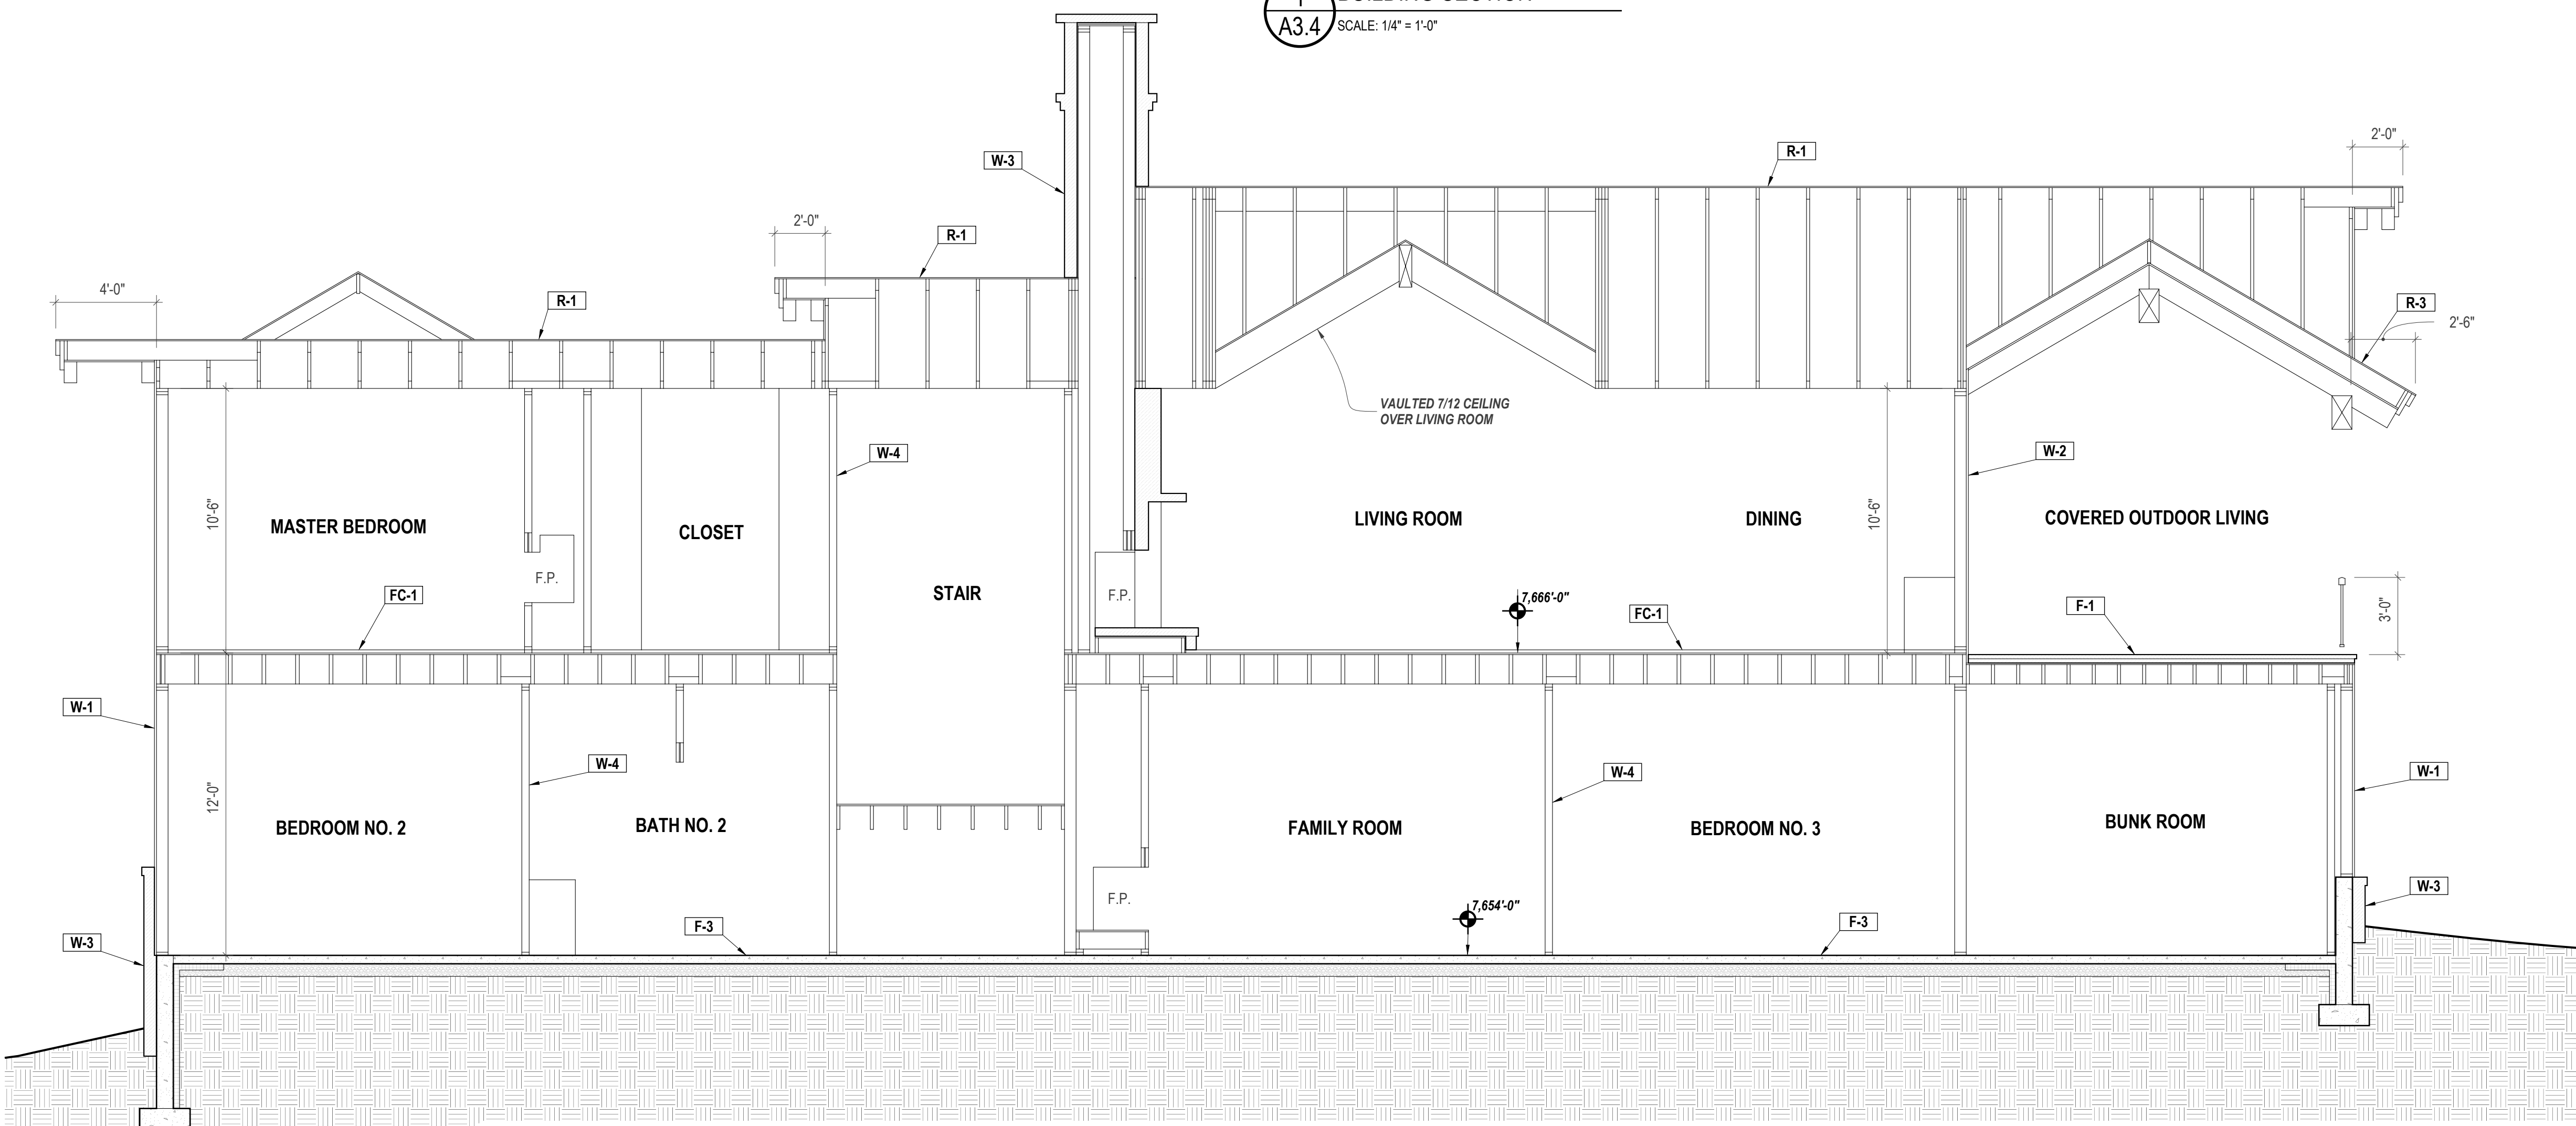 A3.4
SCALE: 1/4" = 1'-0"
2'-0"
R-1
W-3
2'-0"
R-1
4'-0"
R-1
R-3
2'-6"
VAULTED 7/12 CEILING
OVER LIVING ROOM
W-4
W-2
10'-6"
MASTER BEDROOM
CLOSET
LIVING ROOM
DINING
10'-6"
COVERED OUTDOOR LIVING
F.P.
STAIR
F.P.
FC-1
7,666'-0"
FC-1
F-1
3'-0"
W-1
W-4
W-4
W-1
12'-0"
BEDROOM NO. 2
BATH NO. 2
FAMILY ROOM
BEDROOM NO. 3
BUNK ROOM
F.P.
W-3
7,654'-0"
F-3
F-3
W-3